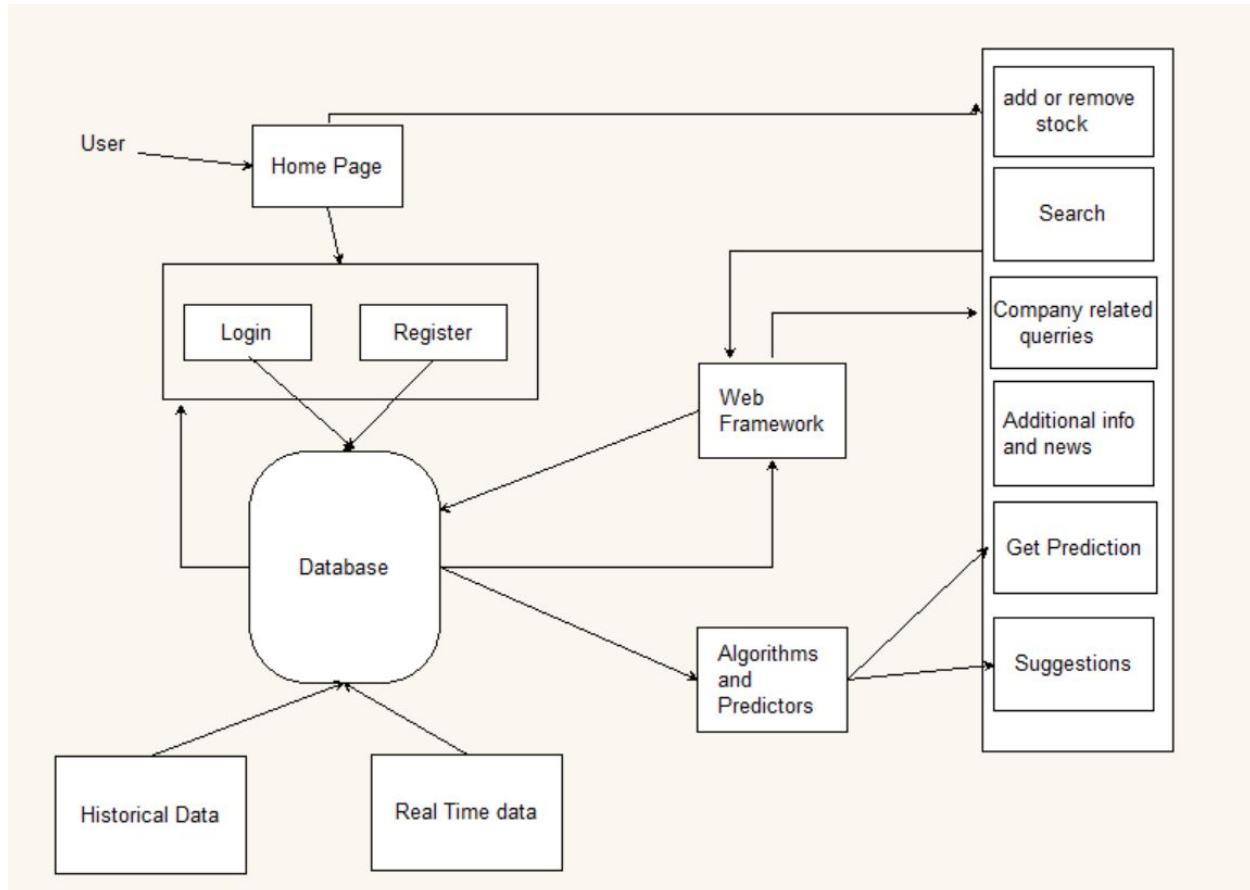 add or remove
stock
User
Home Page
Search
Login
Register
Company related
querries
Web
Framework
Additional info
and news
Database
Get Prediction
Algorithms
and
Predictors
Suggestions
Historical Data
Real Time data